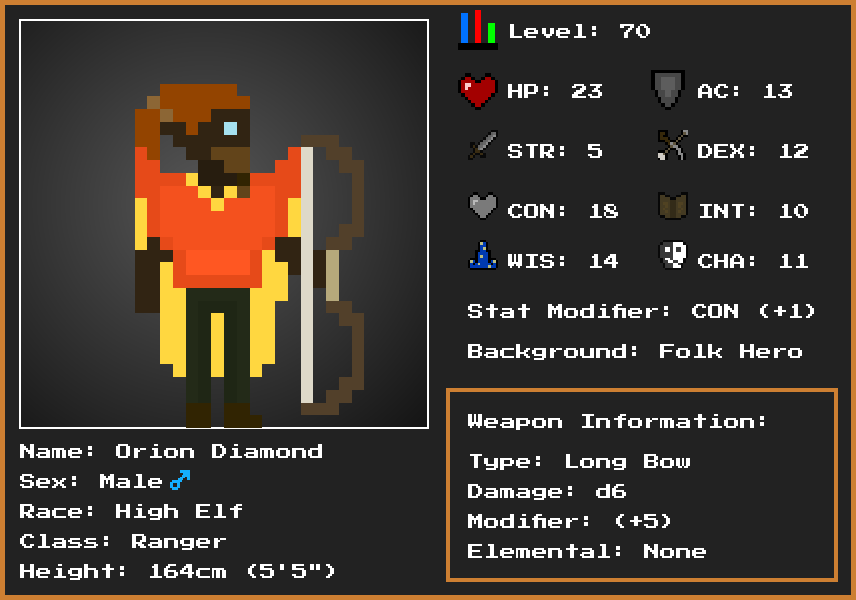 Level: 70
HP: 23 AC: 13
STR: 5 DEX: 12
CON: 18 INT: 10
WIS: 14 CHA: 11
Stat Modifier: CON (+1)
Background: Folk Hero
Weapon Information:
Type: Long Bow
Damage: d6
Modifier: (+5)
Elemental: None
Name: Orion Diamond
Sex: Male♂
Race: High Elf
Class: Ranger
Height: 164cm (5'5")